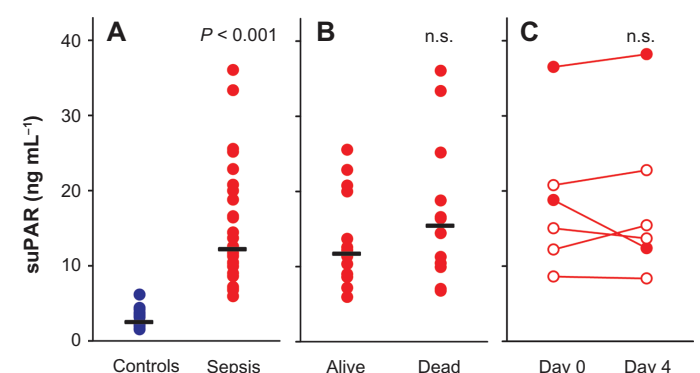 A P < 0.001 B n.s. C n.s.
40
30
20
10
0
suPAR (ng mL⁻¹)
Controls Sepsis Alive Dead Day 0 Day 4